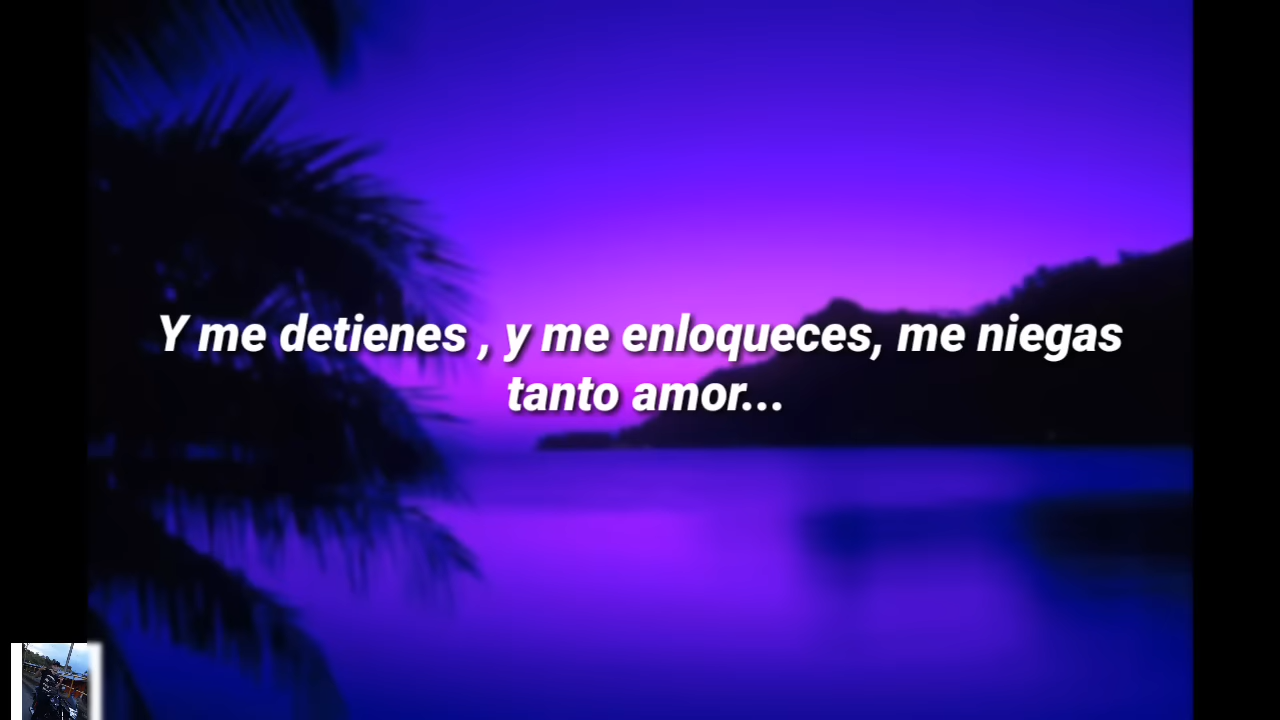 Y me detienes , y me enloqueces, me niegas
tanto amor...